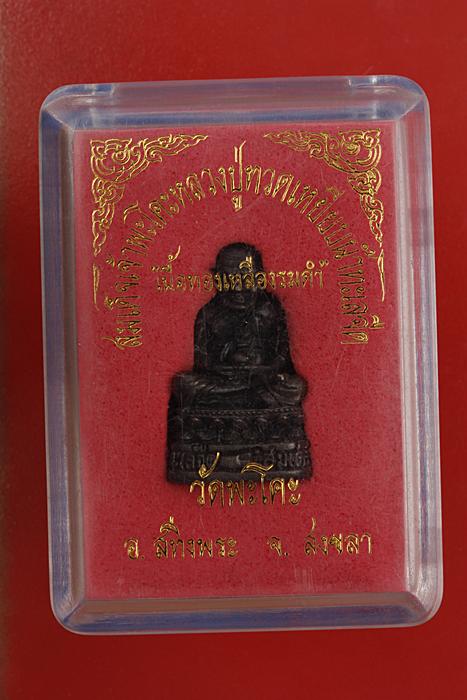 สมเด็จเจ้าพะโคะหลวงปู่ทวดเหยียบน้ำทะเลจืด
"เนื้อทองเหลืองรมดำ"
วัดพะโคะ
อ. สทิงพระ จ. สงขลา